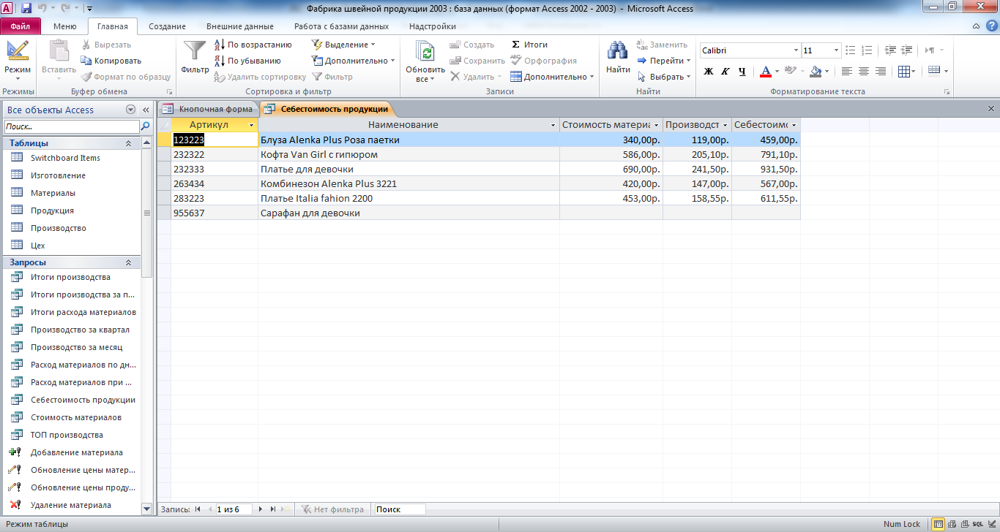 Фабрика швейной продукции 2003 : база данных (формат Access 2002 - 2003) - Microsoft Access
Файл Меню Главная Создание Внешние данные Работа с базами данных Надстройки
Режим
Режимы
Вставить
Вырезать
Копировать
Формат по образцу
Буфер обмена
Фильтр
По возрастанию
По убыванию
Удалить сортировку
Выделение
Дополнительно
Фильтр
Сортировка и фильтр
Обновить все
Создать
Сохранить
Удалить
Итоги
Орфография
Дополнительно
Записи
Найти
Заменить
Перейти
Выбрать
Найти
Calibri 11
Ж К Ч
Форматирование текста
Все объекты Access
Поиск...
Таблицы
Switchboard Items
Изготовление
Материалы
Продукция
Производство
Цех
Запросы
Итоги производства
Итоги производства за п...
Итоги расхода материалов
Производство за квартал
Производство за месяц
Расход материалов по дн...
Расход материалов при ...
Себестоимость продукции
Стоимость материалов
ТОП производства
Добавление материала
Обновление цены матер...
Обновление цены проду...
Удаление материала
Кнопочная форма Себестоимость продукции
Артикул Наименование Стоимость материа Производст Себестоимо
123223 Блуза Alenka Plus Роза паетки 340,00р. 119,00р. 459,00р.
232322 Кофта Van Girl с гипюром 586,00р. 205,10р. 791,10р.
232333 Платье для девочки 690,00р. 241,50р. 931,50р.
263434 Комбинезон Alenka Plus 3221 420,00р. 147,00р. 567,00р.
283223 Платье Italia fahion 2200 453,00р. 158,55р. 611,55р.
955637 Сарафан для девочки
Запись: 1 из 6 Нет фильтра Поиск
Режим таблицы Num Lock SQL